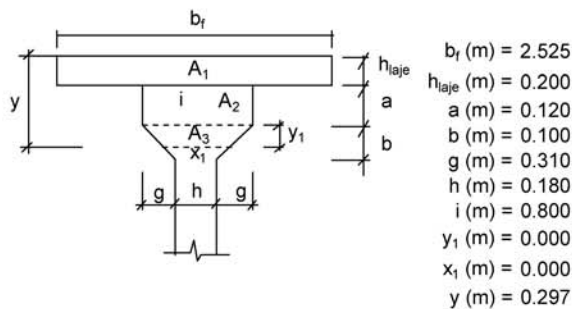 b_f
h_laje
A_1
y
i
A_2
a
A_3
y_1
x_1
b
g
h
g
b_f (m) = 2.525
h_laje (m) = 0.200
a (m) = 0.120
b (m) = 0.100
g (m) = 0.310
h (m) = 0.180
i (m) = 0.800
y_1 (m) = 0.000
x_1 (m) = 0.000
y (m) = 0.297